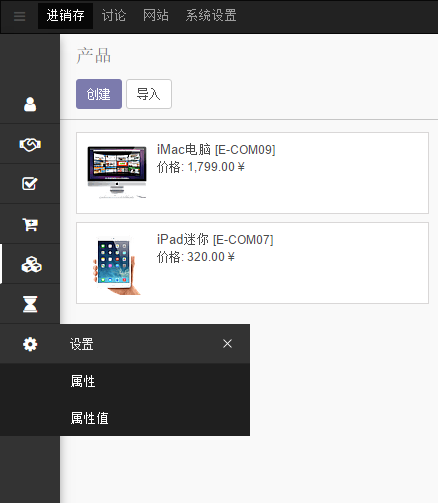 进销存 讨论 网站 系统设置
产品
创建 导入
iMac电脑 [E-COM09]
价格: 1,799.00 ¥
iPad迷你 [E-COM07]
价格: 320.00 ¥
设置
属性
属性值